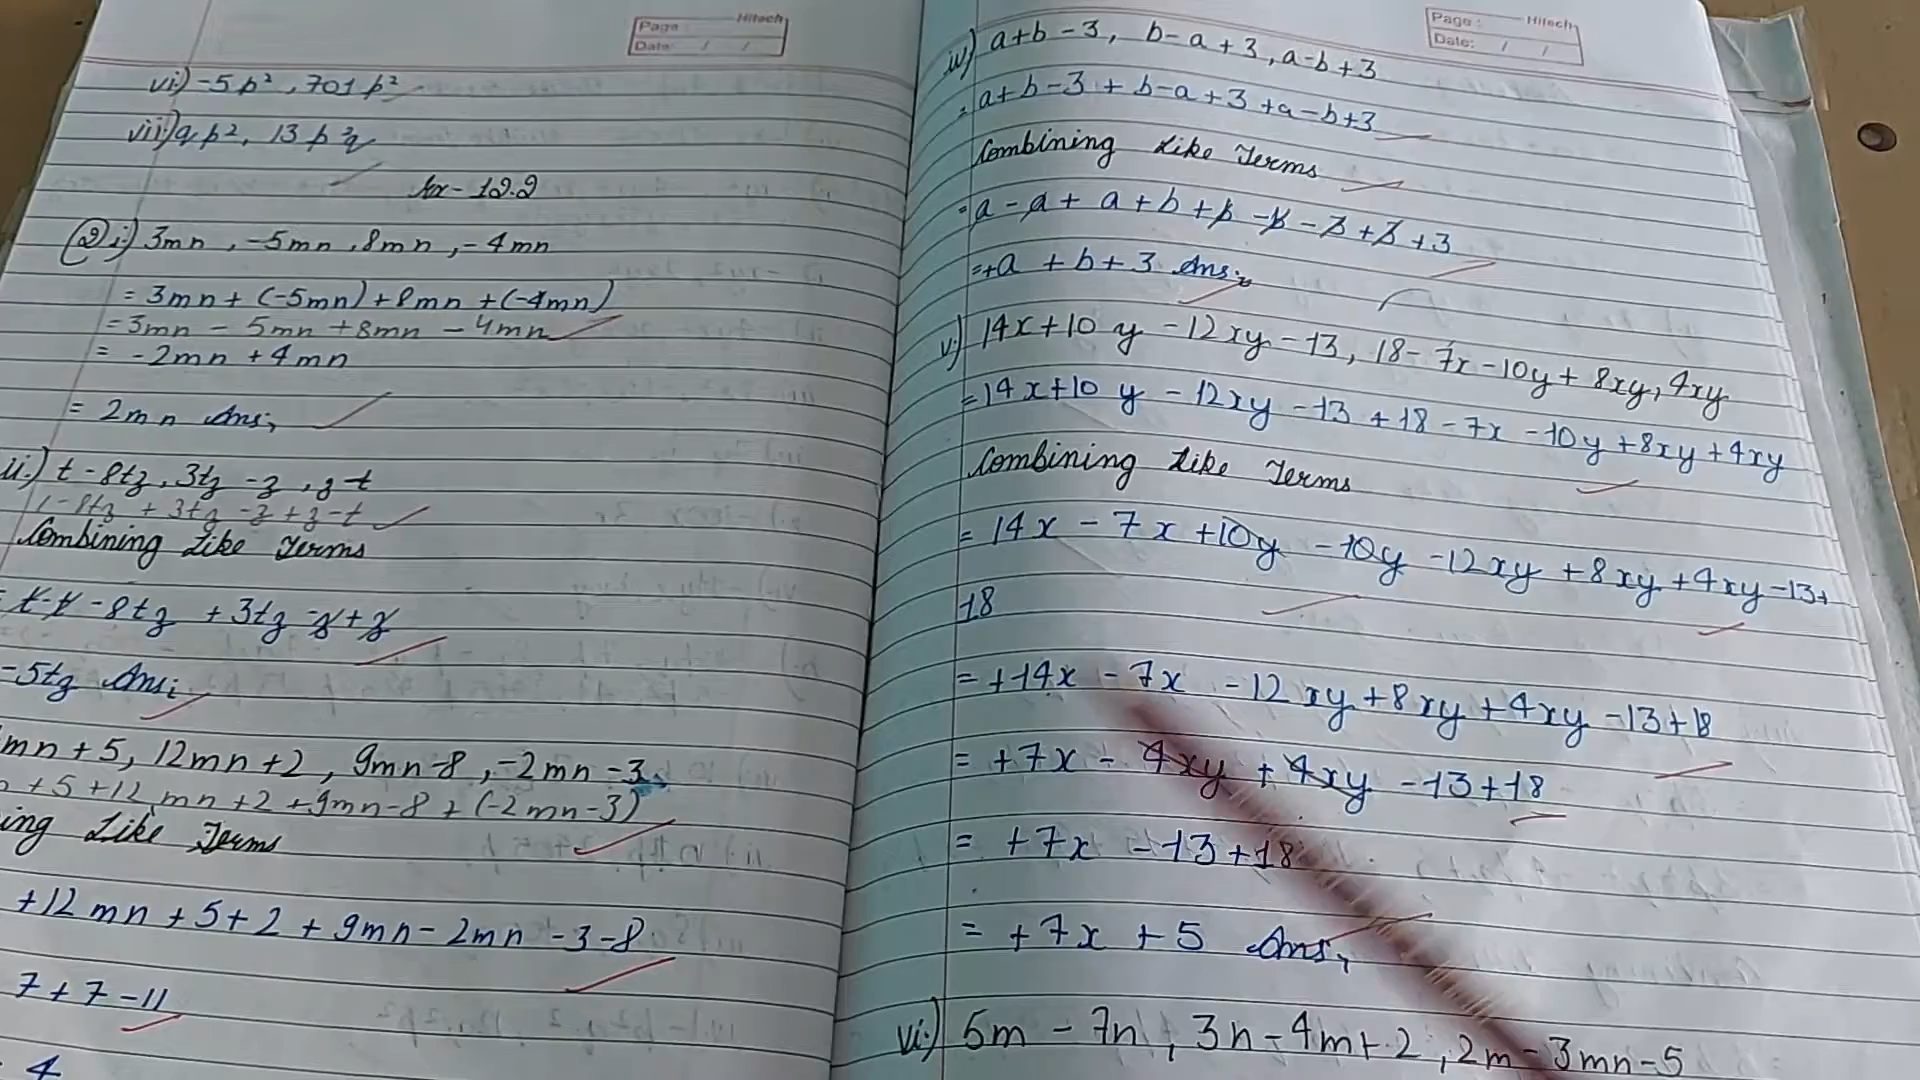 Page: Hitech
Date: / /
vi) -5p², 701p²
vii) qp², 13p²q
Ex - 12.2
(2) i) 3mn, -5mn, 8mn, -4mn
= 3mn + (-5mn) + 8mn + (-4mn)
= 3mn - 5mn + 8mn - 4mn
= -2mn + 4mn
= 2mn Ans;
ii) t - 8tz, 3tz - z, z - t
t - 8tz + 3tz - z + z - t
Combining Like Terms
= t - t - 8tz + 3tz - z + z
-5tz Ans;
mn + 5, 12mn + 2, 9mn - 8, -2mn - 3
+ 5 + 12mn + 2 + 9mn - 8 + (-2mn - 3)
ing Like Terms
+12mn + 5 + 2 + 9mn - 2mn - 3 - 8
7 + 7 - 11
4
Page: Hitech
Date: / /
iv) a + b - 3, b - a + 3, a - b + 3
= a + b - 3 + b - a + 3 + a - b + 3
Combining Like Terms
= a - a + a + b + b - b - 3 + 3 + 3
= +a + b + 3 Ans;
v) 14x + 10y - 12xy - 13, 18 - 7x - 10y + 8xy, 4xy
= 14x + 10y - 12xy - 13 + 18 - 7x - 10y + 8xy + 4xy
Combining Like Terms
= 14x - 7x + 10y - 10y - 12xy + 8xy + 4xy - 13 +
18
= +14x - 7x - 12xy + 8xy + 4xy - 13 + 18
= +7x - 4xy + 4xy - 13 + 18
= +7x - 13 + 18
= +7x + 5 Ans,
vi) 5m - 7n, 3n - 4m + 2, 2m - 3mn - 5